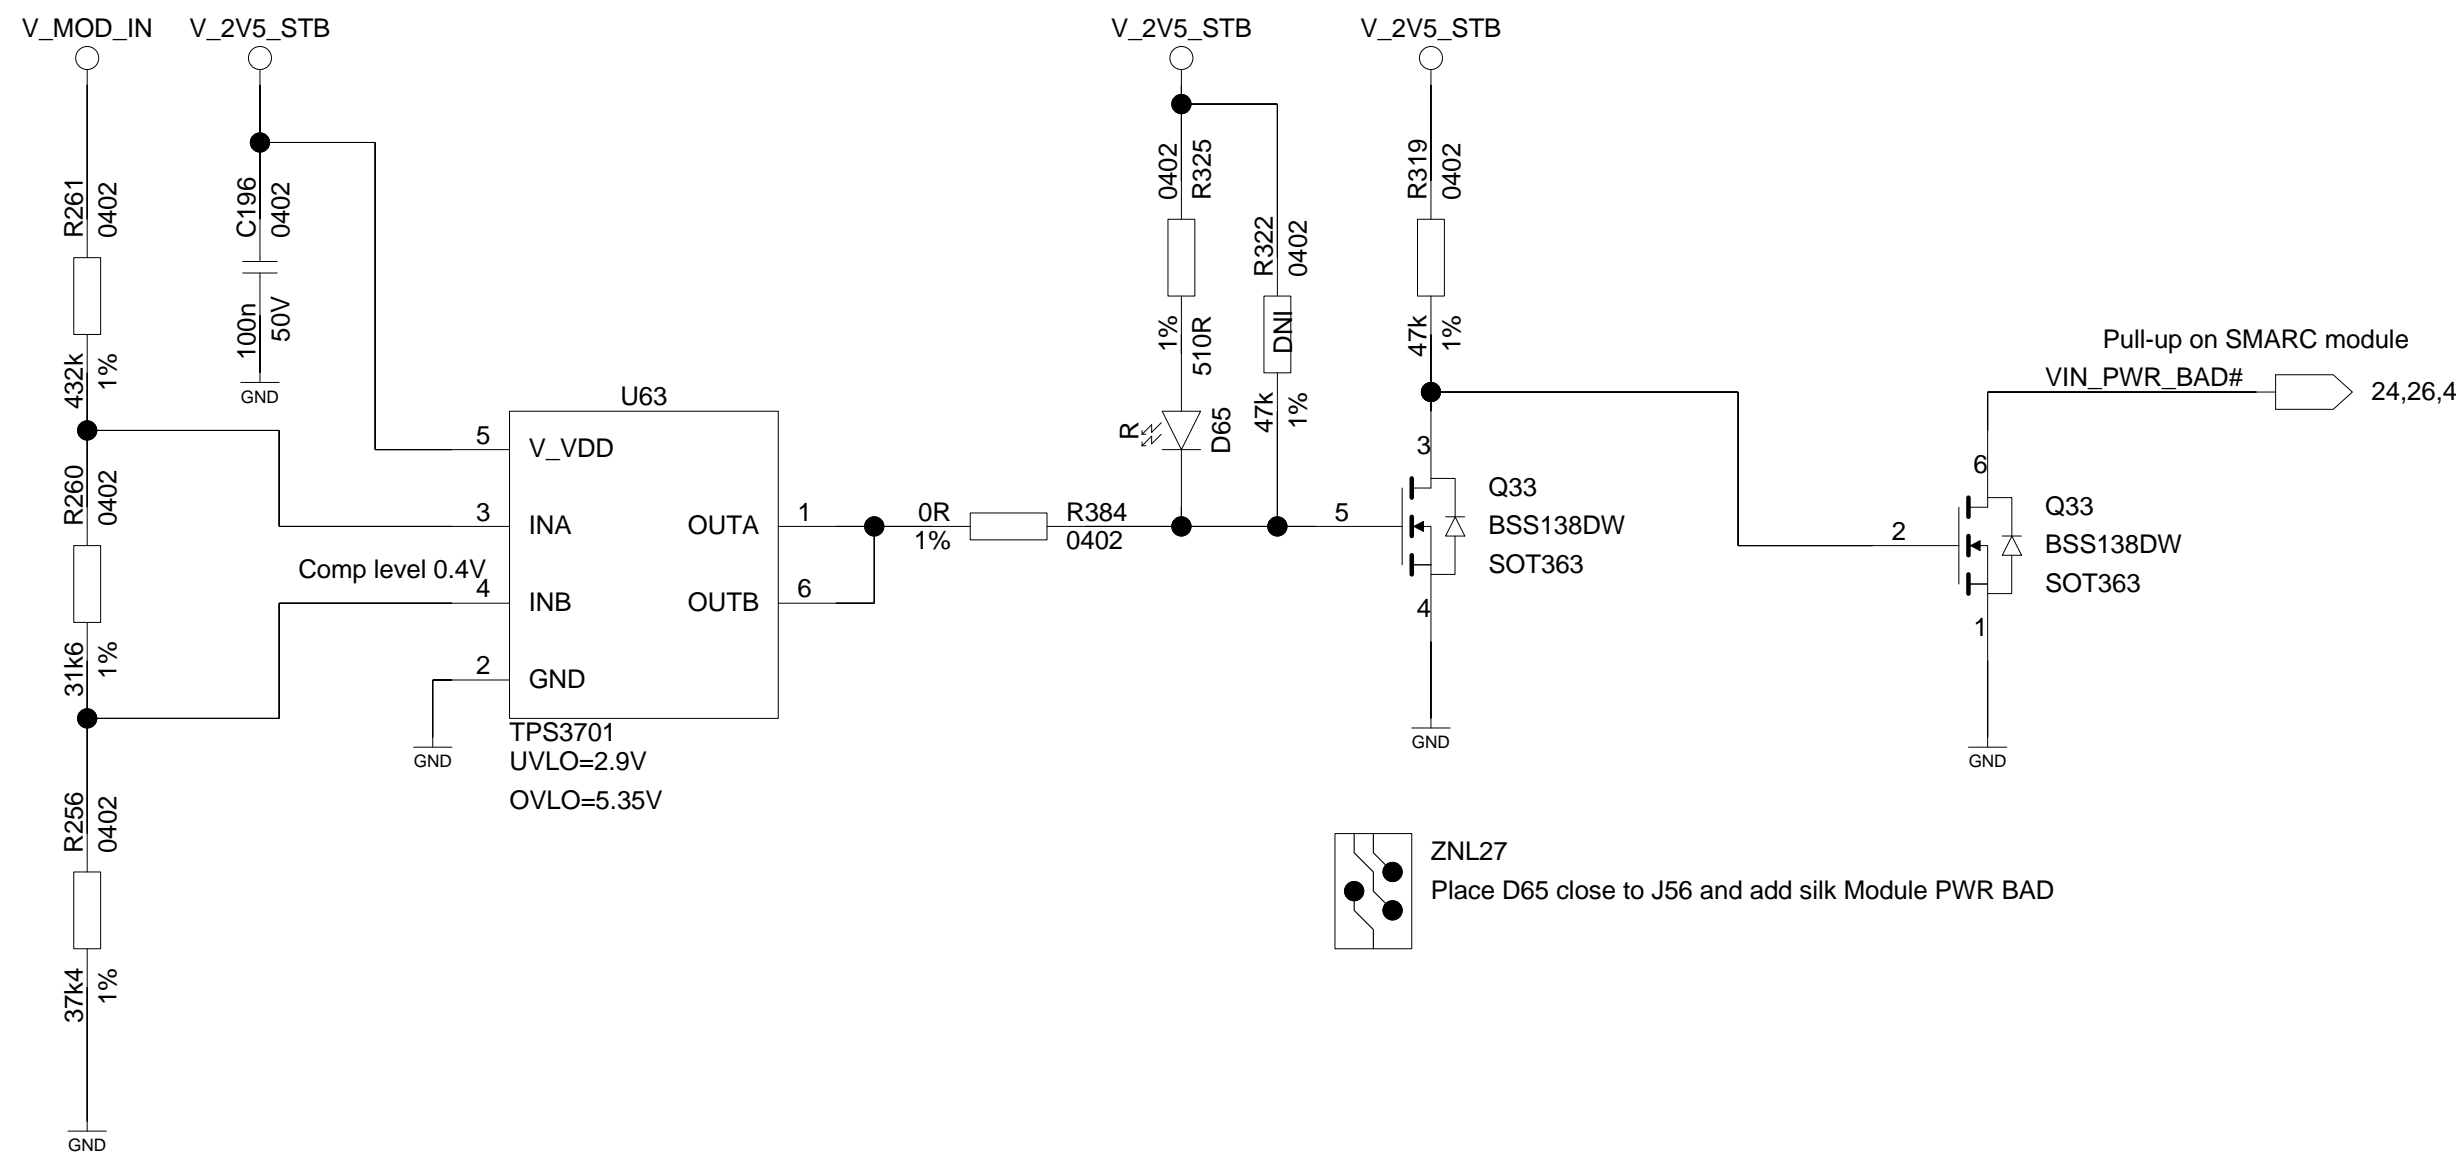 V_MOD_IN
V_2V5_STB
V_2V5_STB
V_2V5_STB
R261
0402
432k
1%
C196
0402
100n
50V
GND
R260
0402
31k6
1%
R256
0402
37k4
1%
GND
Comp level 0.4V
U63
5
V_VDD
3
INA
4
INB
2
GND
OUTA
1
OUTB
6
GND
TPS3701
UVLO=2.9V
OVLO=5.35V
0R
1%
R384
0402
0402
R325
1%
510R
R
D65
R322
0402
DNI
47k
1%
R319
0402
47k
1%
3
5
4
Q33
BSS138DW
SOT363
GND
Pull-up on SMARC module
VIN_PWR_BAD#
24,26,4
6
2
1
Q33
BSS138DW
SOT363
GND
ZNL27
Place D65 close to J56 and add silk Module PWR BAD